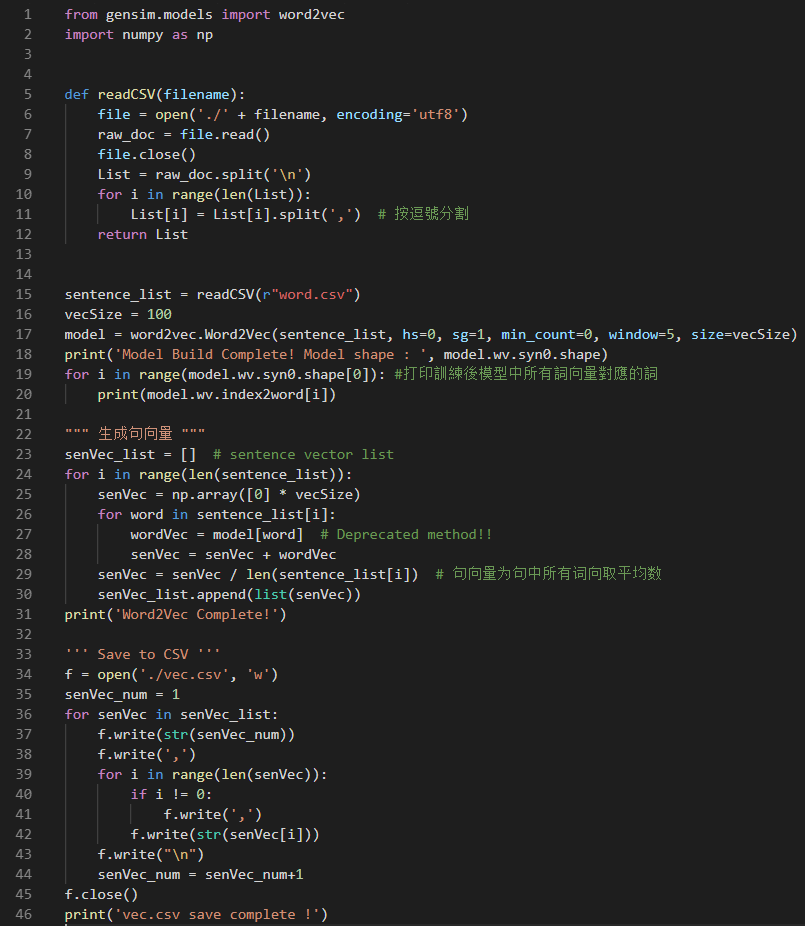 1 from gensim.models import word2vec
2 import numpy as np
3
4
5 def readCSV(filename):
6     file = open('./' + filename, encoding='utf8')
7     raw_doc = file.read()
8     file.close()
9     List = raw_doc.split('\n')
10     for i in range(len(List)):
11         List[i] = List[i].split(',')  # 按逗號分割
12     return List
13
14
15 sentence_list = readCSV(r"word.csv")
16 vecSize = 100
17 model = word2vec.Word2Vec(sentence_list, hs=0, sg=1, min_count=0, window=5, size=vecSize)
18 print('Model Build Complete! Model shape : ', model.wv.syn0.shape)
19 for i in range(model.wv.syn0.shape[0]): #打印訓練後模型中所有詞向量對應的詞
20     print(model.wv.index2word[i])
21
22 """ 生成句向量 """
23 senVec_list = []  # sentence vector list
24 for i in range(len(sentence_list)):
25     senVec = np.array([0] * vecSize)
26     for word in sentence_list[i]:
27         wordVec = model[word]  # Deprecated method!!
28         senVec = senVec + wordVec
29     senVec = senVec / len(sentence_list[i])  # 句向量为句中所有词向取平均数
30     senVec_list.append(list(senVec))
31 print('Word2Vec Complete!')
32
33 ''' Save to CSV '''
34 f = open('./vec.csv', 'w')
35 senVec_num = 1
36 for senVec in senVec_list:
37     f.write(str(senVec_num))
38     f.write(',')
39     for i in range(len(senVec)):
40         if i != 0:
41             f.write(',')
42         f.write(str(senVec[i]))
43     f.write("\n")
44     senVec_num = senVec_num+1
45 f.close()
46 print('vec.csv save complete !')